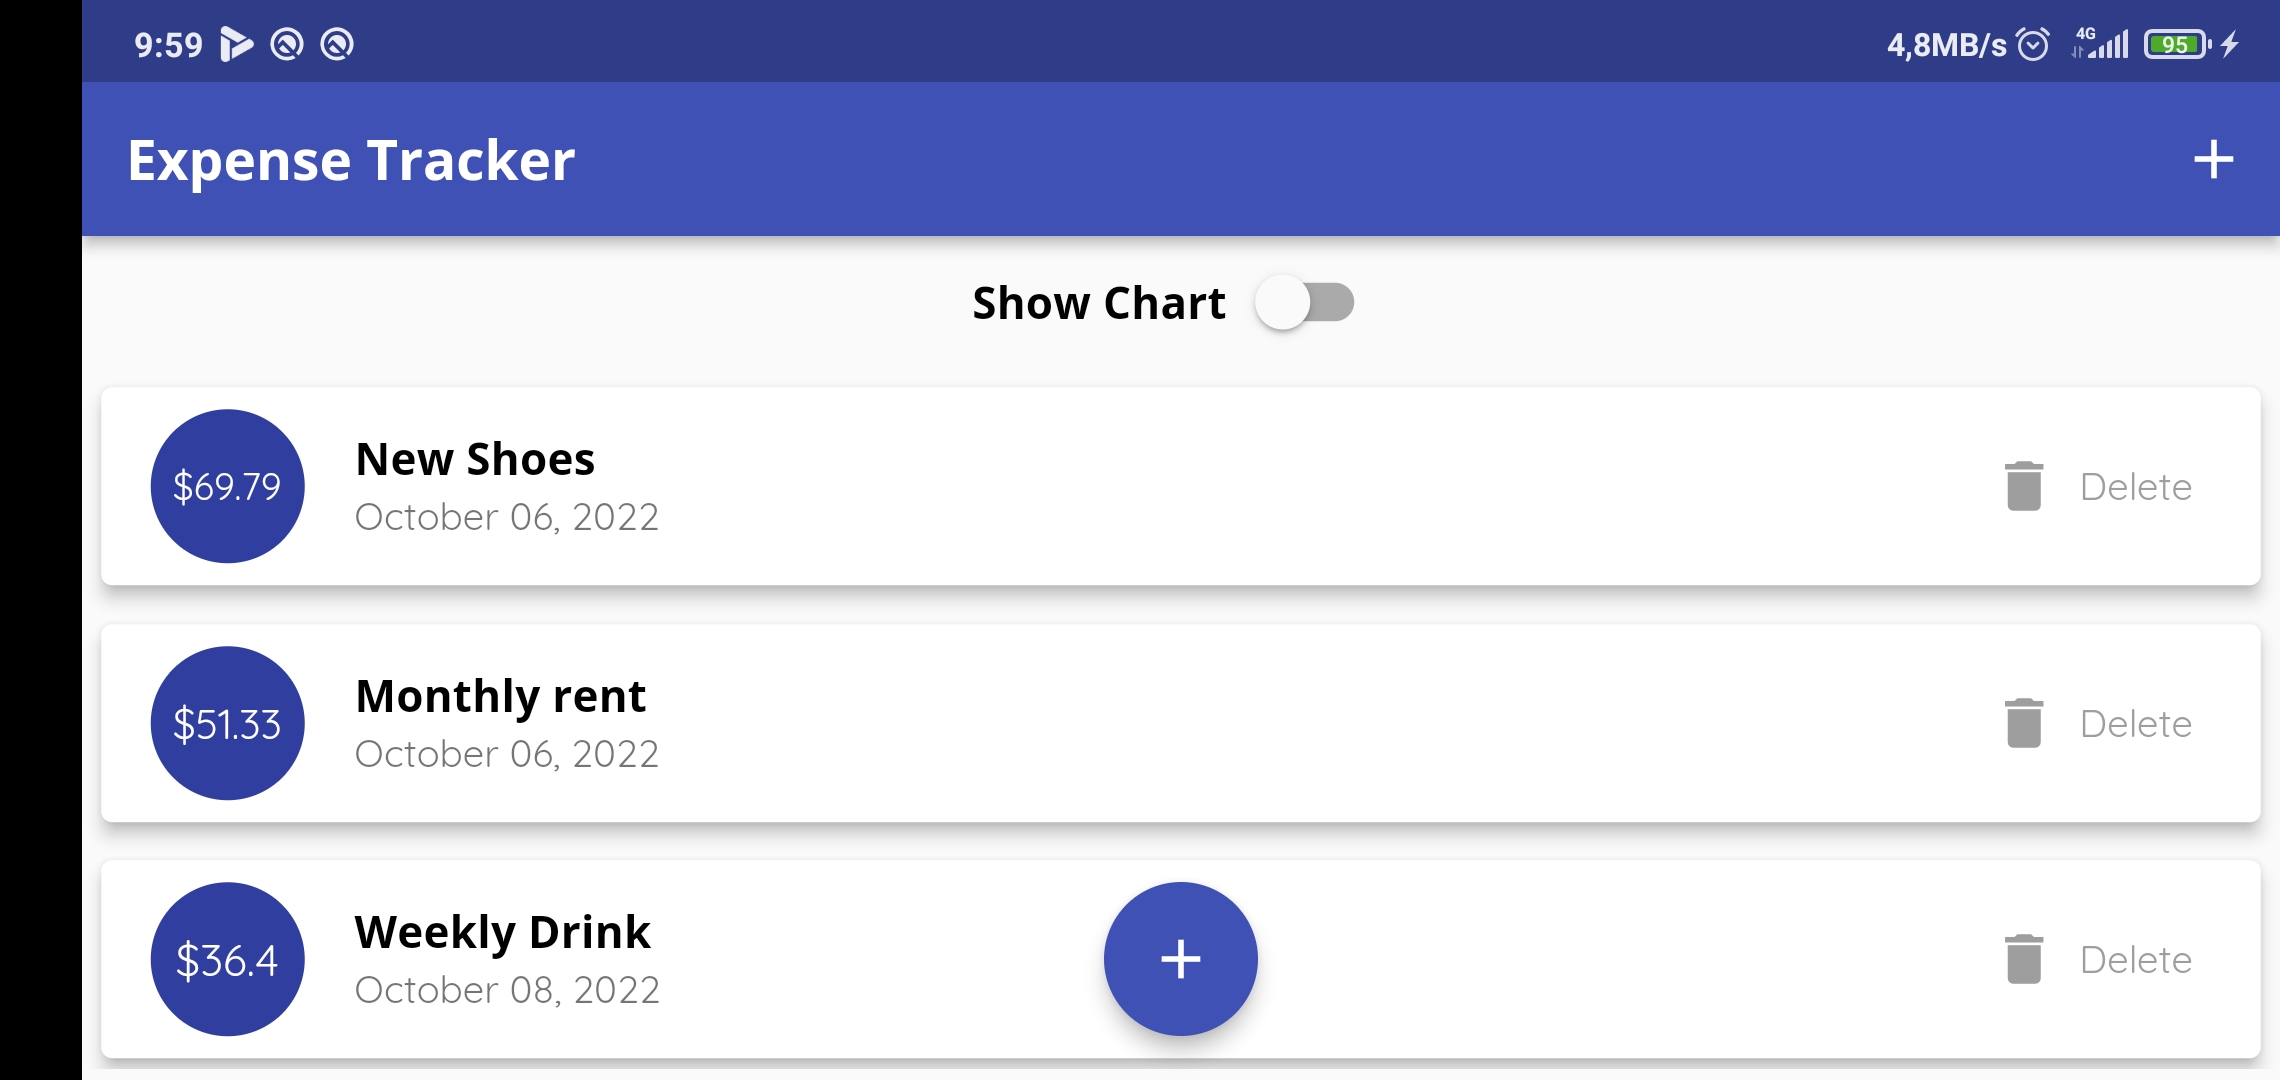 9:59 4,8MB/s 4G 95
Expense Tracker
Show Chart
$69.79 New Shoes Delete
October 06, 2022
$51.33 Monthly rent Delete
October 06, 2022
$36.4 Weekly Drink Delete
October 08, 2022